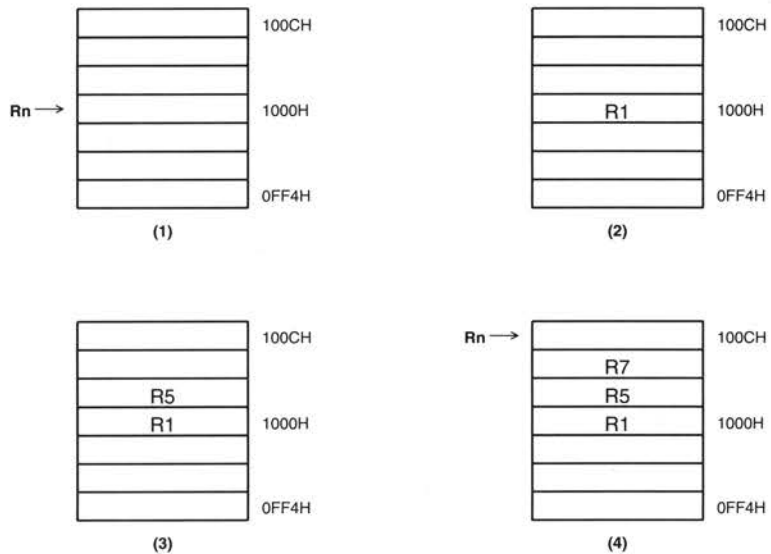 100CH
Rn → 1000H
0FF4H
(1)
100CH
R1 1000H
0FF4H
(2)
100CH
R5
R1 1000H
0FF4H
(3)
Rn → 100CH
R7
R5
R1 1000H
0FF4H
(4)